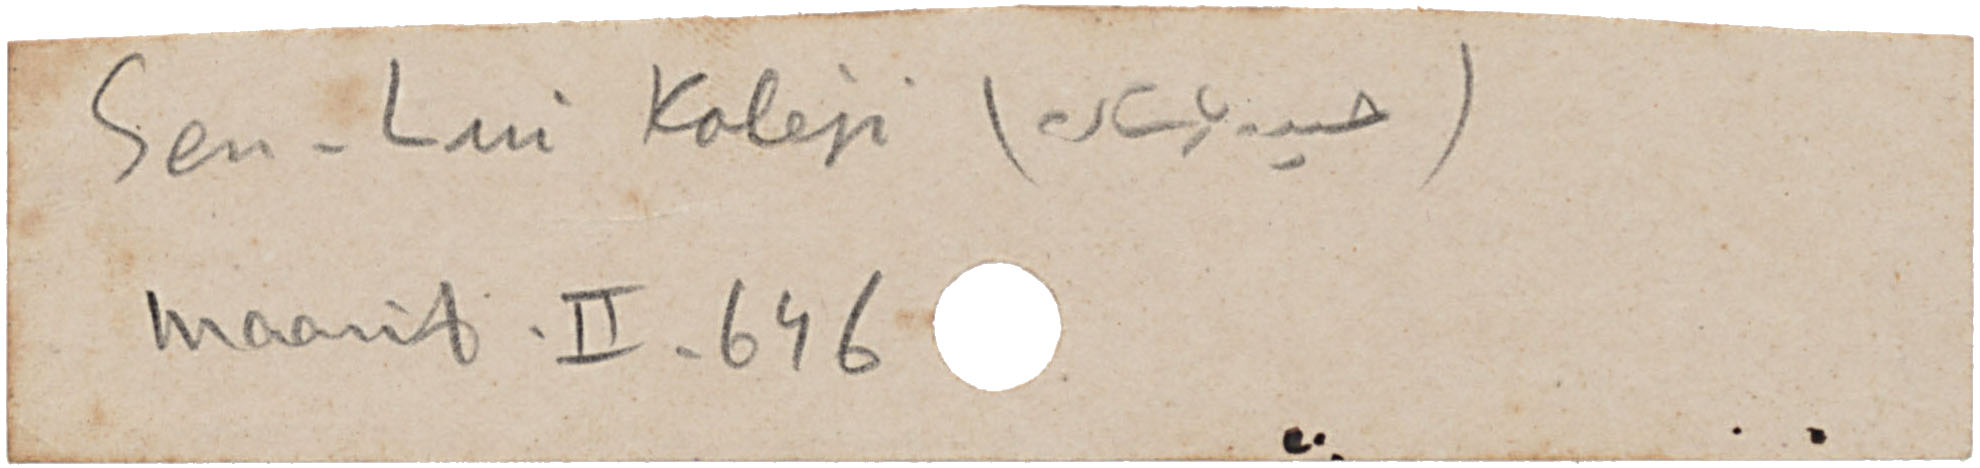 Sen-Lui Koleji (
)
maarif . II - 646